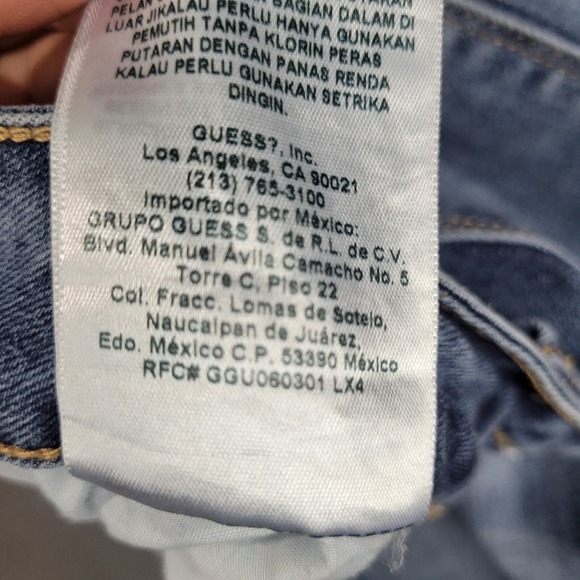 BAGIAN DALAM DI
LUAR JIKALAU PERLU HANYA GUNAKAN
PEMUTIH TANPA KLORIN PERAS
PUTARAN DENGAN PANAS RENDA
KALAU PERLU GUNAKAN SETRIKA
DINGIN.
GUESS?, Inc.
Los Angeles, CA 90021
(213) 765-3100
Importado por México:
GRUPO GUESS S. de R.L. de C.V.
Blvd. Manuel Ávila Camacho No. 5
Torre C, Piso 22
Col. Fracc. Lomas de Sotelo,
Naucalpan de Juárez,
Edo. México C.P. 53390 México
RFC# GGU060301 LX4